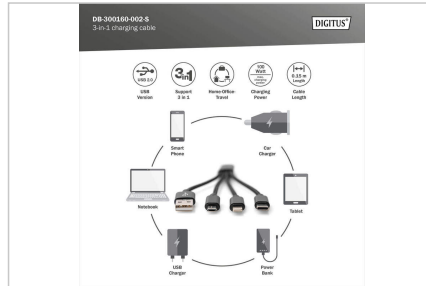 DB-300160-002-S
3-in-1 charging cable
DIGITUS®
USB 2.0
3in1
100
Watt
0.15 m
Length
USB
Version
Support
3 in 1
Home-Office-
Travel
Charging
Power
Cable
Length
Smart
Phone
Car
Charger
Notebook
Tablet
USB
Charger
Power
Bank